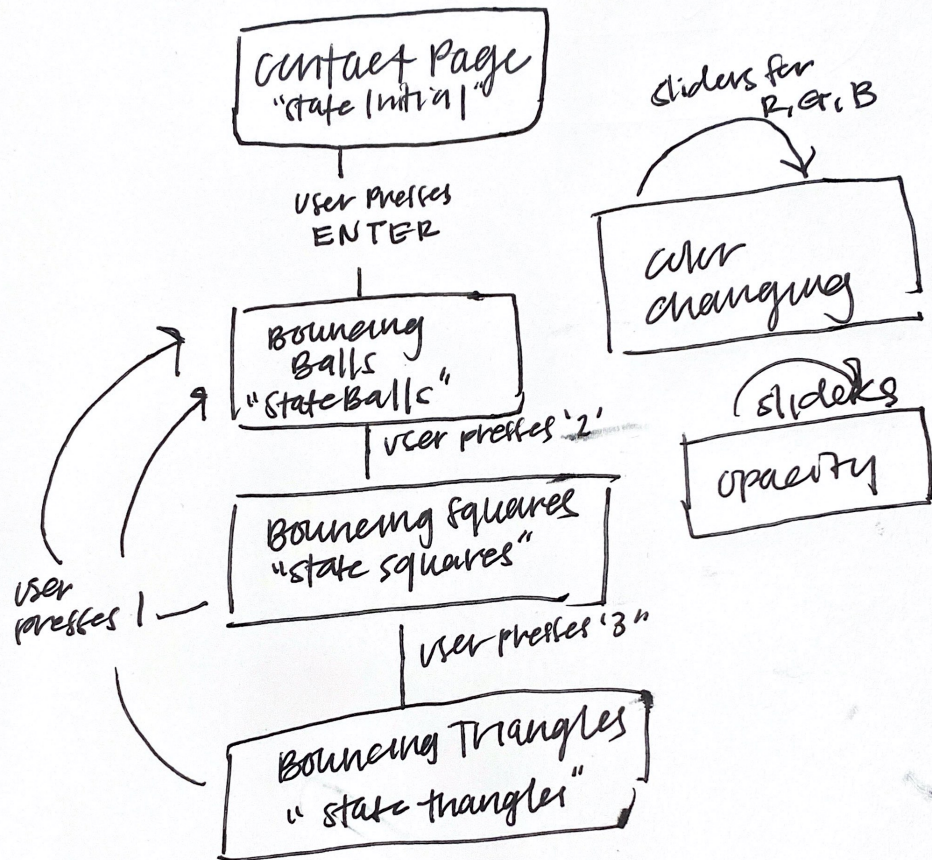 Contact Page
"state Initial"
sliders for
R, G, B
User Presses
ENTER
color
changing
Bouncing
Balls
"stateBalls"
sliders
user presses '2'
opacity
Bouncing Squares
"state squares"
user
presses 1
user presses '3"
Bouncing Triangles
"state triangles"